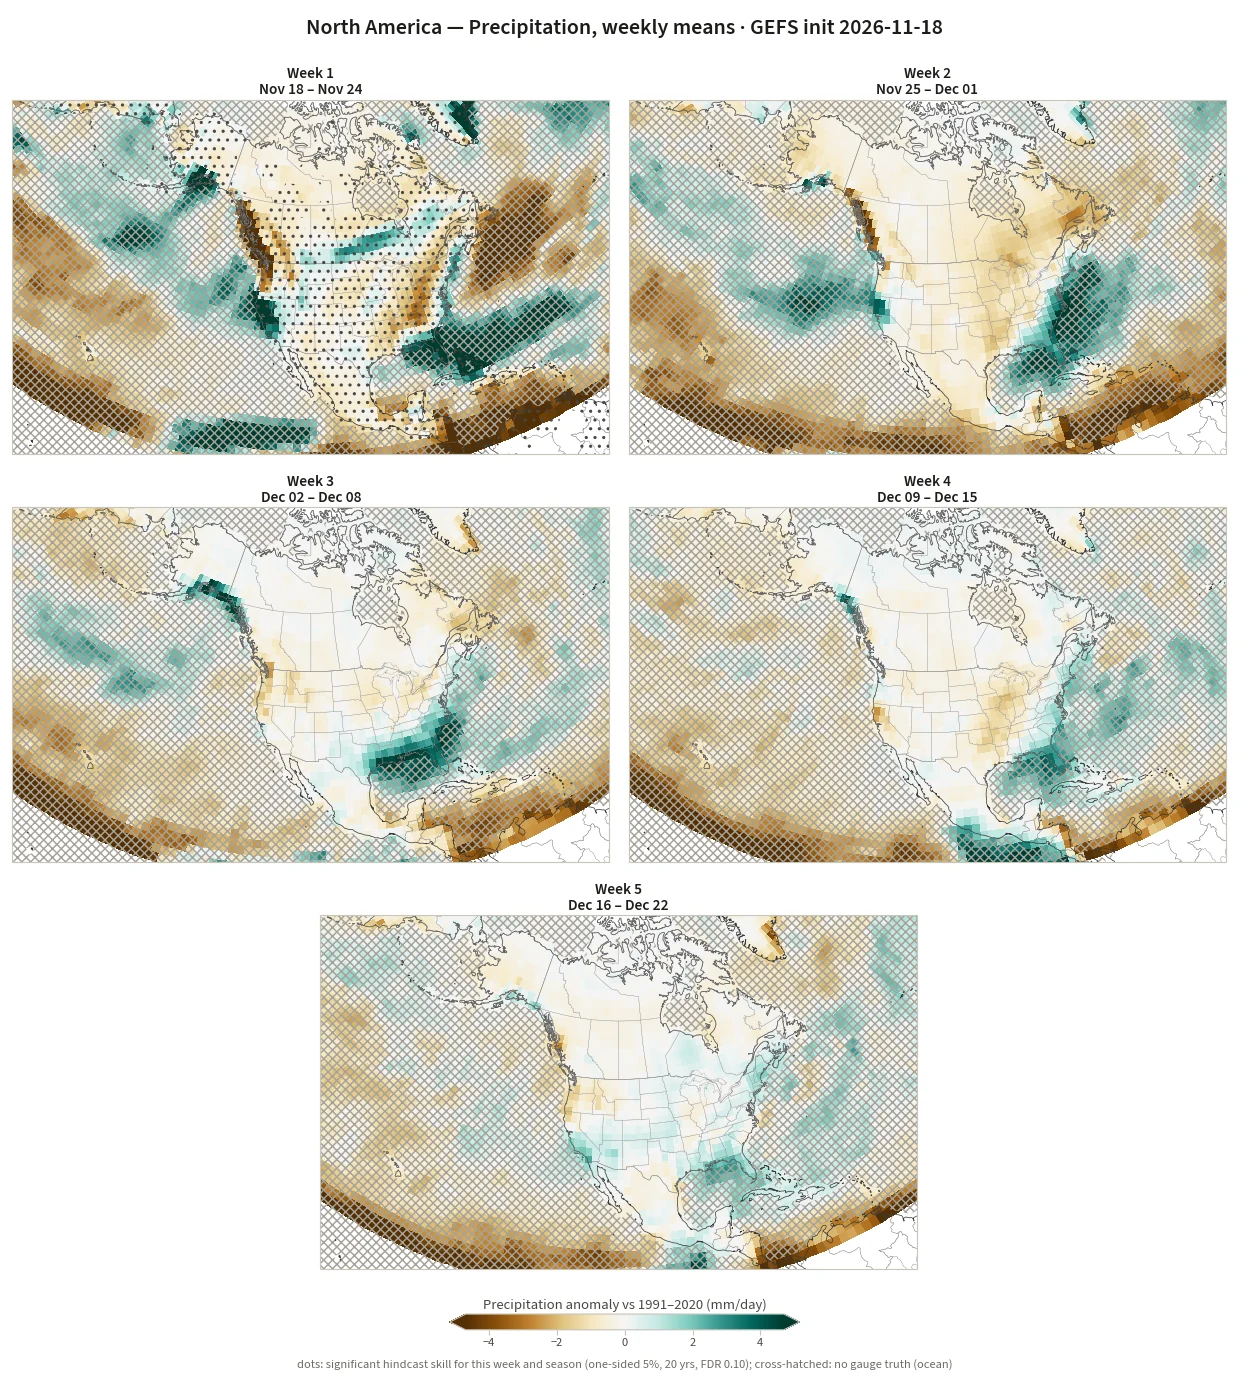 North America — Precipitation, weekly means · GEFS init 2026-11-18
Week 1
Nov 18 – Nov 24
Week 2
Nov 25 – Dec 01
Week 3
Dec 02 – Dec 08
Week 4
Dec 09 – Dec 15
Week 5
Dec 16 – Dec 22
Precipitation anomaly vs 1991–2020 (mm/day)
−4 −2 0 2 4
dots: significant hindcast skill for this week and season (one-sided 5%, 20 yrs, FDR 0.10); cross-hatched: no gauge truth (ocean)